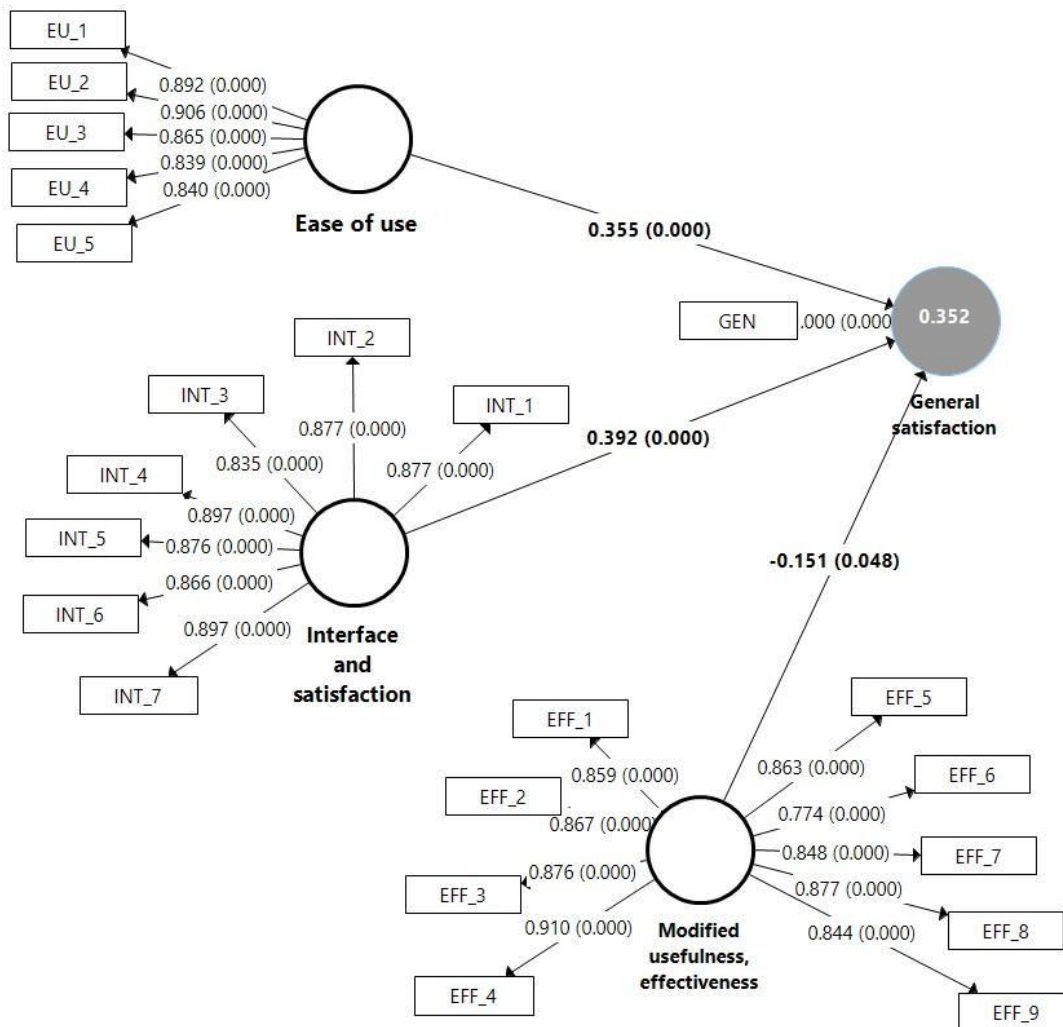 EU_1
EU_2
EU_3
EU_4
EU_5
0.892 (0.000)
0.906 (0.000)
0.865 (0.000)
0.839 (0.000)
0.840 (0.000)
Ease of use
0.355 (0.000)
GEN
.000 (0.000
0.352
General
satisfaction
INT_2
INT_3
INT_1
INT_4
INT_5
INT_6
INT_7
0.877 (0.000)
0.877 (0.000)
0.835 (0.000)
0.897 (0.000)
0.876 (0.000)
0.866 (0.000)
0.897 (0.000)
0.392 (0.000)
Interface
and
satisfaction
-0.151 (0.048)
EFF_1
EFF_2
EFF_3
EFF_4
0.859 (0.000)
0.867 (0.000)
0.876 (0.000)
0.910 (0.000)
EFF_5
EFF_6
EFF_7
EFF_8
EFF_9
0.863 (0.000)
0.774 (0.000)
0.848 (0.000)
0.877 (0.000)
0.844 (0.000)
Modified
usefulness,
effectiveness